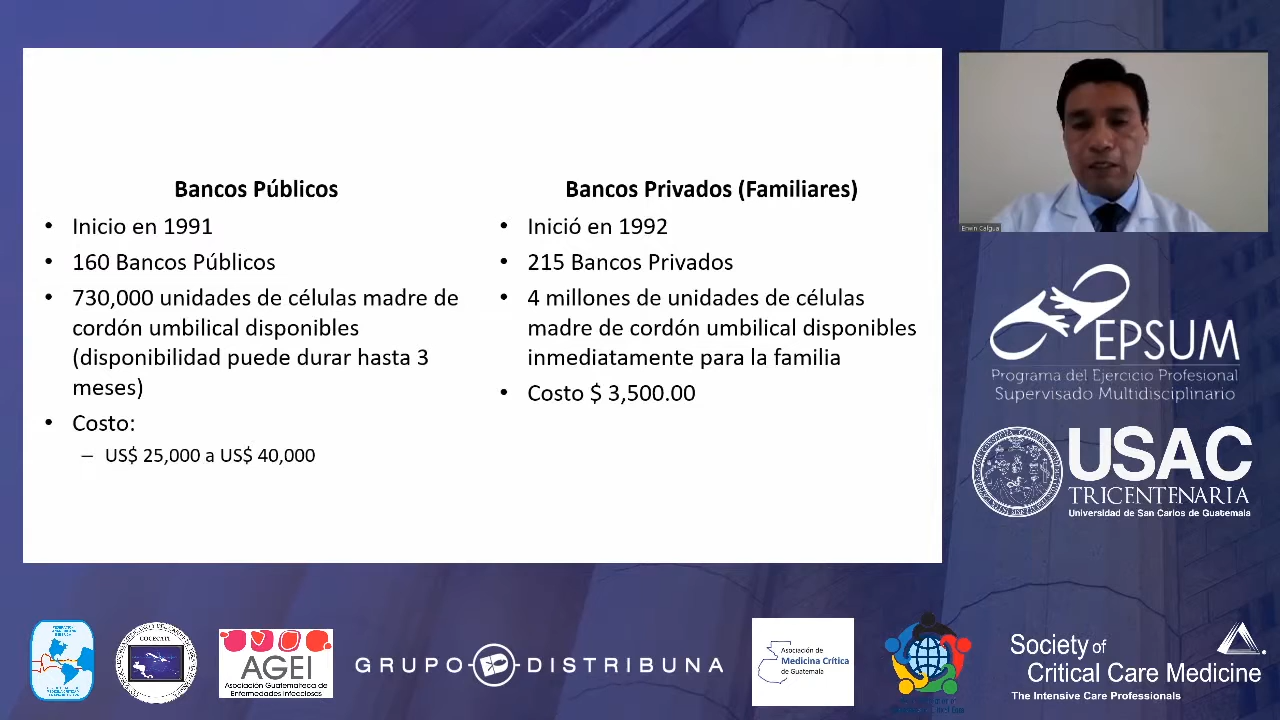 Bancos Públicos
• Inicio en 1991
• 160 Bancos Públicos
• 730,000 unidades de células madre de
cordón umbilical disponibles
(disponibilidad puede durar hasta 3
meses)
• Costo:
– US$ 25,000 a US$ 40,000
Bancos Privados (Familiares)
• Inició en 1992
• 215 Bancos Privados
• 4 millones de unidades de células
madre de cordón umbilical disponibles
inmediatamente para la familia
• Costo $ 3,500.00
Erwin Calgua
EPSUM
Programa del Ejercicio Profesional
Supervisado Multidisciplinario
USAC
TRICENTENARIA
Universidad de San Carlos de Guatemala
AGEI
Asociación Guatemalteca de
Enfermedades Infecciosas
GRUPO DISTRIBUNA
Asociación de
Medicina Crítica
de Guatemala
Society of
Critical Care Medicine
The Intensive Care Professionals